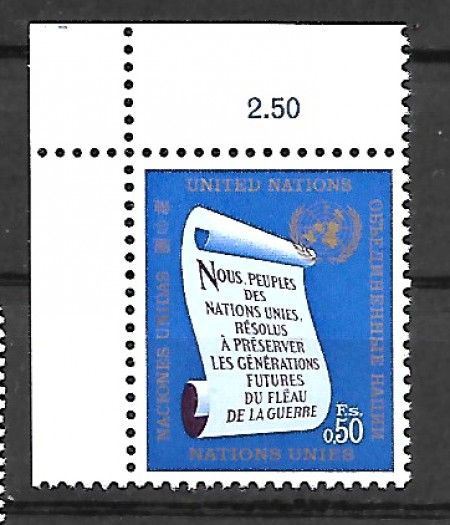 2.50
UNITED NATIONS
ОБЪЕДИНЕННЫЕ НАЦИИ
NACIONES UNIDAS
NOUS, PEUPLES
DES
NATIONS UNIES,
RÉSOLUS
À PRÉSERVER
LES GÉNÉRATIONS
FUTURES
DU FLÉAU
DE LA GUERRE
Fs.
0,50
NATIONS UNIES